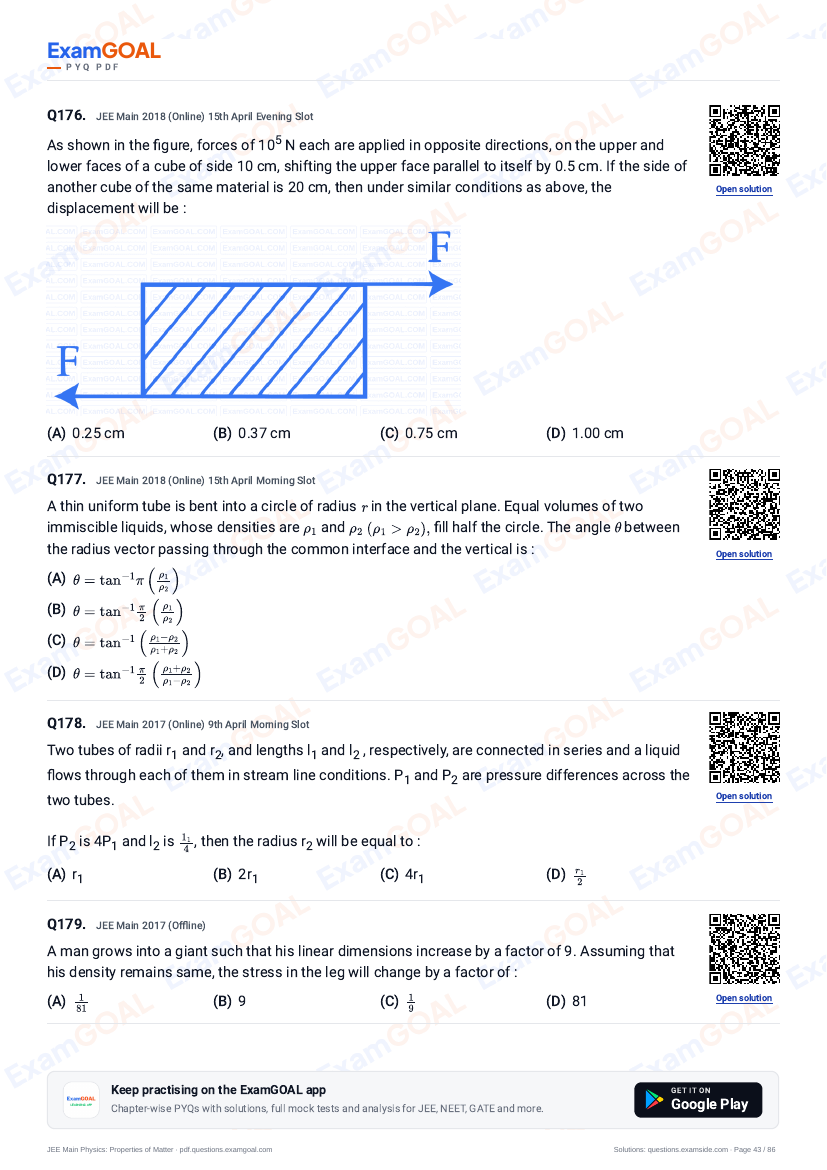 ExamGOAL
PYQ PDF
Q176. JEE Main 2018 (Online) 15th April Evening Slot
As shown in the figure, forces of 10⁵ N each are applied in opposite directions, on the upper and
lower faces of a cube of side 10 cm, shifting the upper face parallel to itself by 0.5 cm. If the side of
another cube of the same material is 20 cm, then under similar conditions as above, the
displacement will be :
Open solution
F
F
(A) 0.25 cm (B) 0.37 cm (C) 0.75 cm (D) 1.00 cm
Q177. JEE Main 2018 (Online) 15th April Morning Slot
A thin uniform tube is bent into a circle of radius r in the vertical plane. Equal volumes of two
immiscible liquids, whose densities are ρ₁ and ρ₂ (ρ₁ > ρ₂), fill half the circle. The angle θ between
the radius vector passing through the common interface and the vertical is :
Open solution
(A) θ = tan⁻¹π (ρ₁/ρ₂)
(B) θ = tan⁻¹ π/2 (ρ₁/ρ₂)
(C) θ = tan⁻¹ (ρ₁−ρ₂/ρ₁+ρ₂)
(D) θ = tan⁻¹ π/2 (ρ₁+ρ₂/ρ₁−ρ₂)
Q178. JEE Main 2017 (Online) 9th April Morning Slot
Two tubes of radii r₁ and r₂, and lengths l₁ and l₂ , respectively, are connected in series and a liquid
flows through each of them in stream line conditions. P₁ and P₂ are pressure differences across the
two tubes.
Open solution
If P₂ is 4P₁ and l₂ is l₁/4, then the radius r₂ will be equal to :
(A) r₁ (B) 2r₁ (C) 4r₁ (D) r₁/2
Q179. JEE Main 2017 (Offline)
A man grows into a giant such that his linear dimensions increase by a factor of 9. Assuming that
his density remains same, the stress in the leg will change by a factor of :
Open solution
(A) 1/81 (B) 9 (C) 1/9 (D) 81
ExamGOAL
Keep practising on the ExamGOAL app
Chapter-wise PYQs with solutions, full mock tests and analysis for JEE, NEET, GATE and more.
GET IT ON
Google Play
JEE Main Physics: Properties of Matter · pdf.questions.examgoal.com
Solutions: questions.examside.com · Page 43 / 86